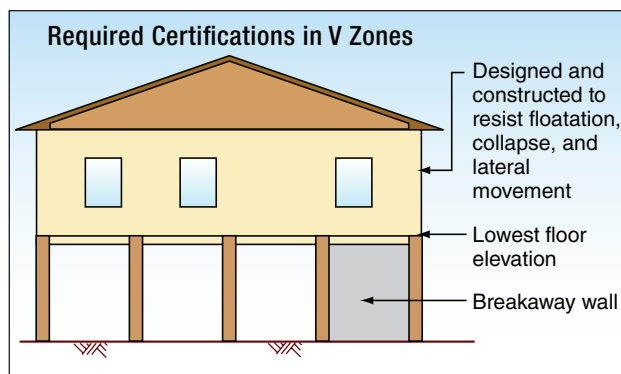 Required Certifications in V Zones
Designed and
constructed to
resist floatation,
collapse, and
lateral
movement
Lowest floor
elevation
Breakaway wall